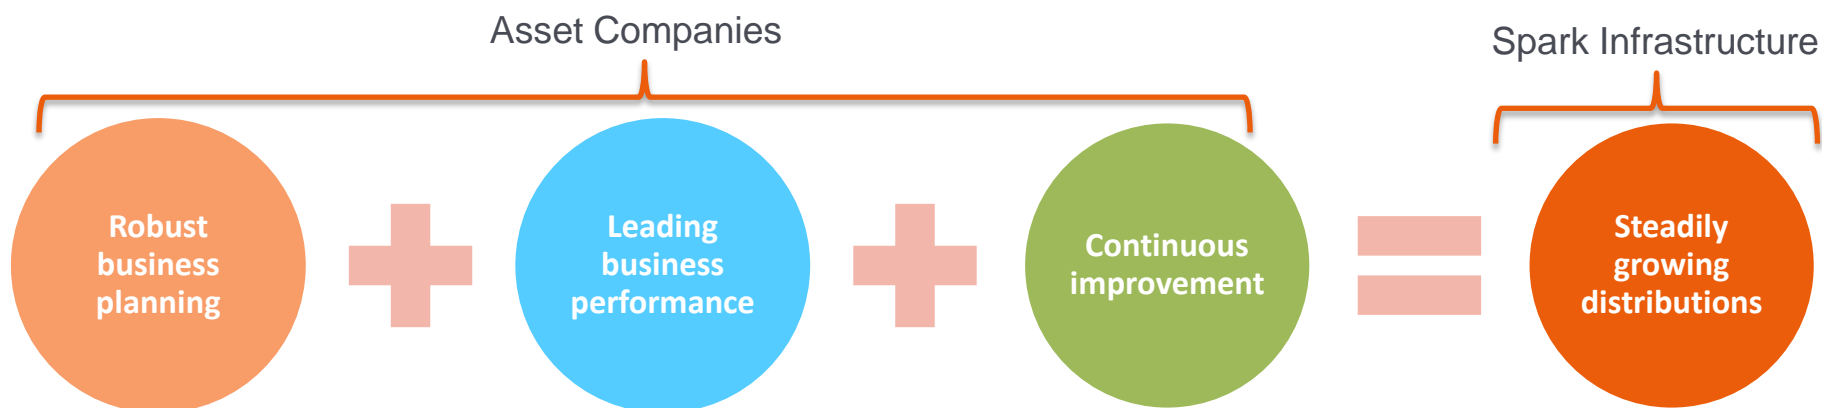 Asset Companies
Spark Infrastructure
Robust
business
planning
Leading
business
performance
Continuous
improvement
Steadily
growing
distributions